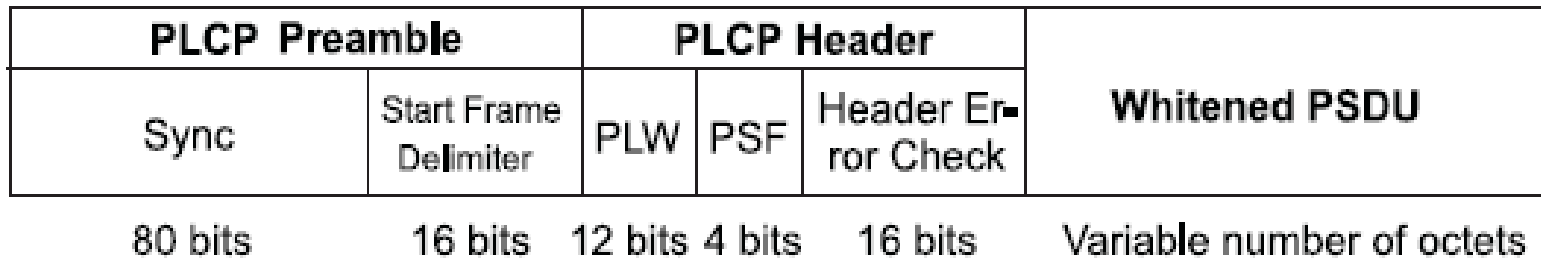 PLCP Preamble PLCP Header
Sync Start Frame Delimiter PLW PSF Header Er-
ror Check Whitened PSDU
80 bits 16 bits 12 bits 4 bits 16 bits Variable number of octets